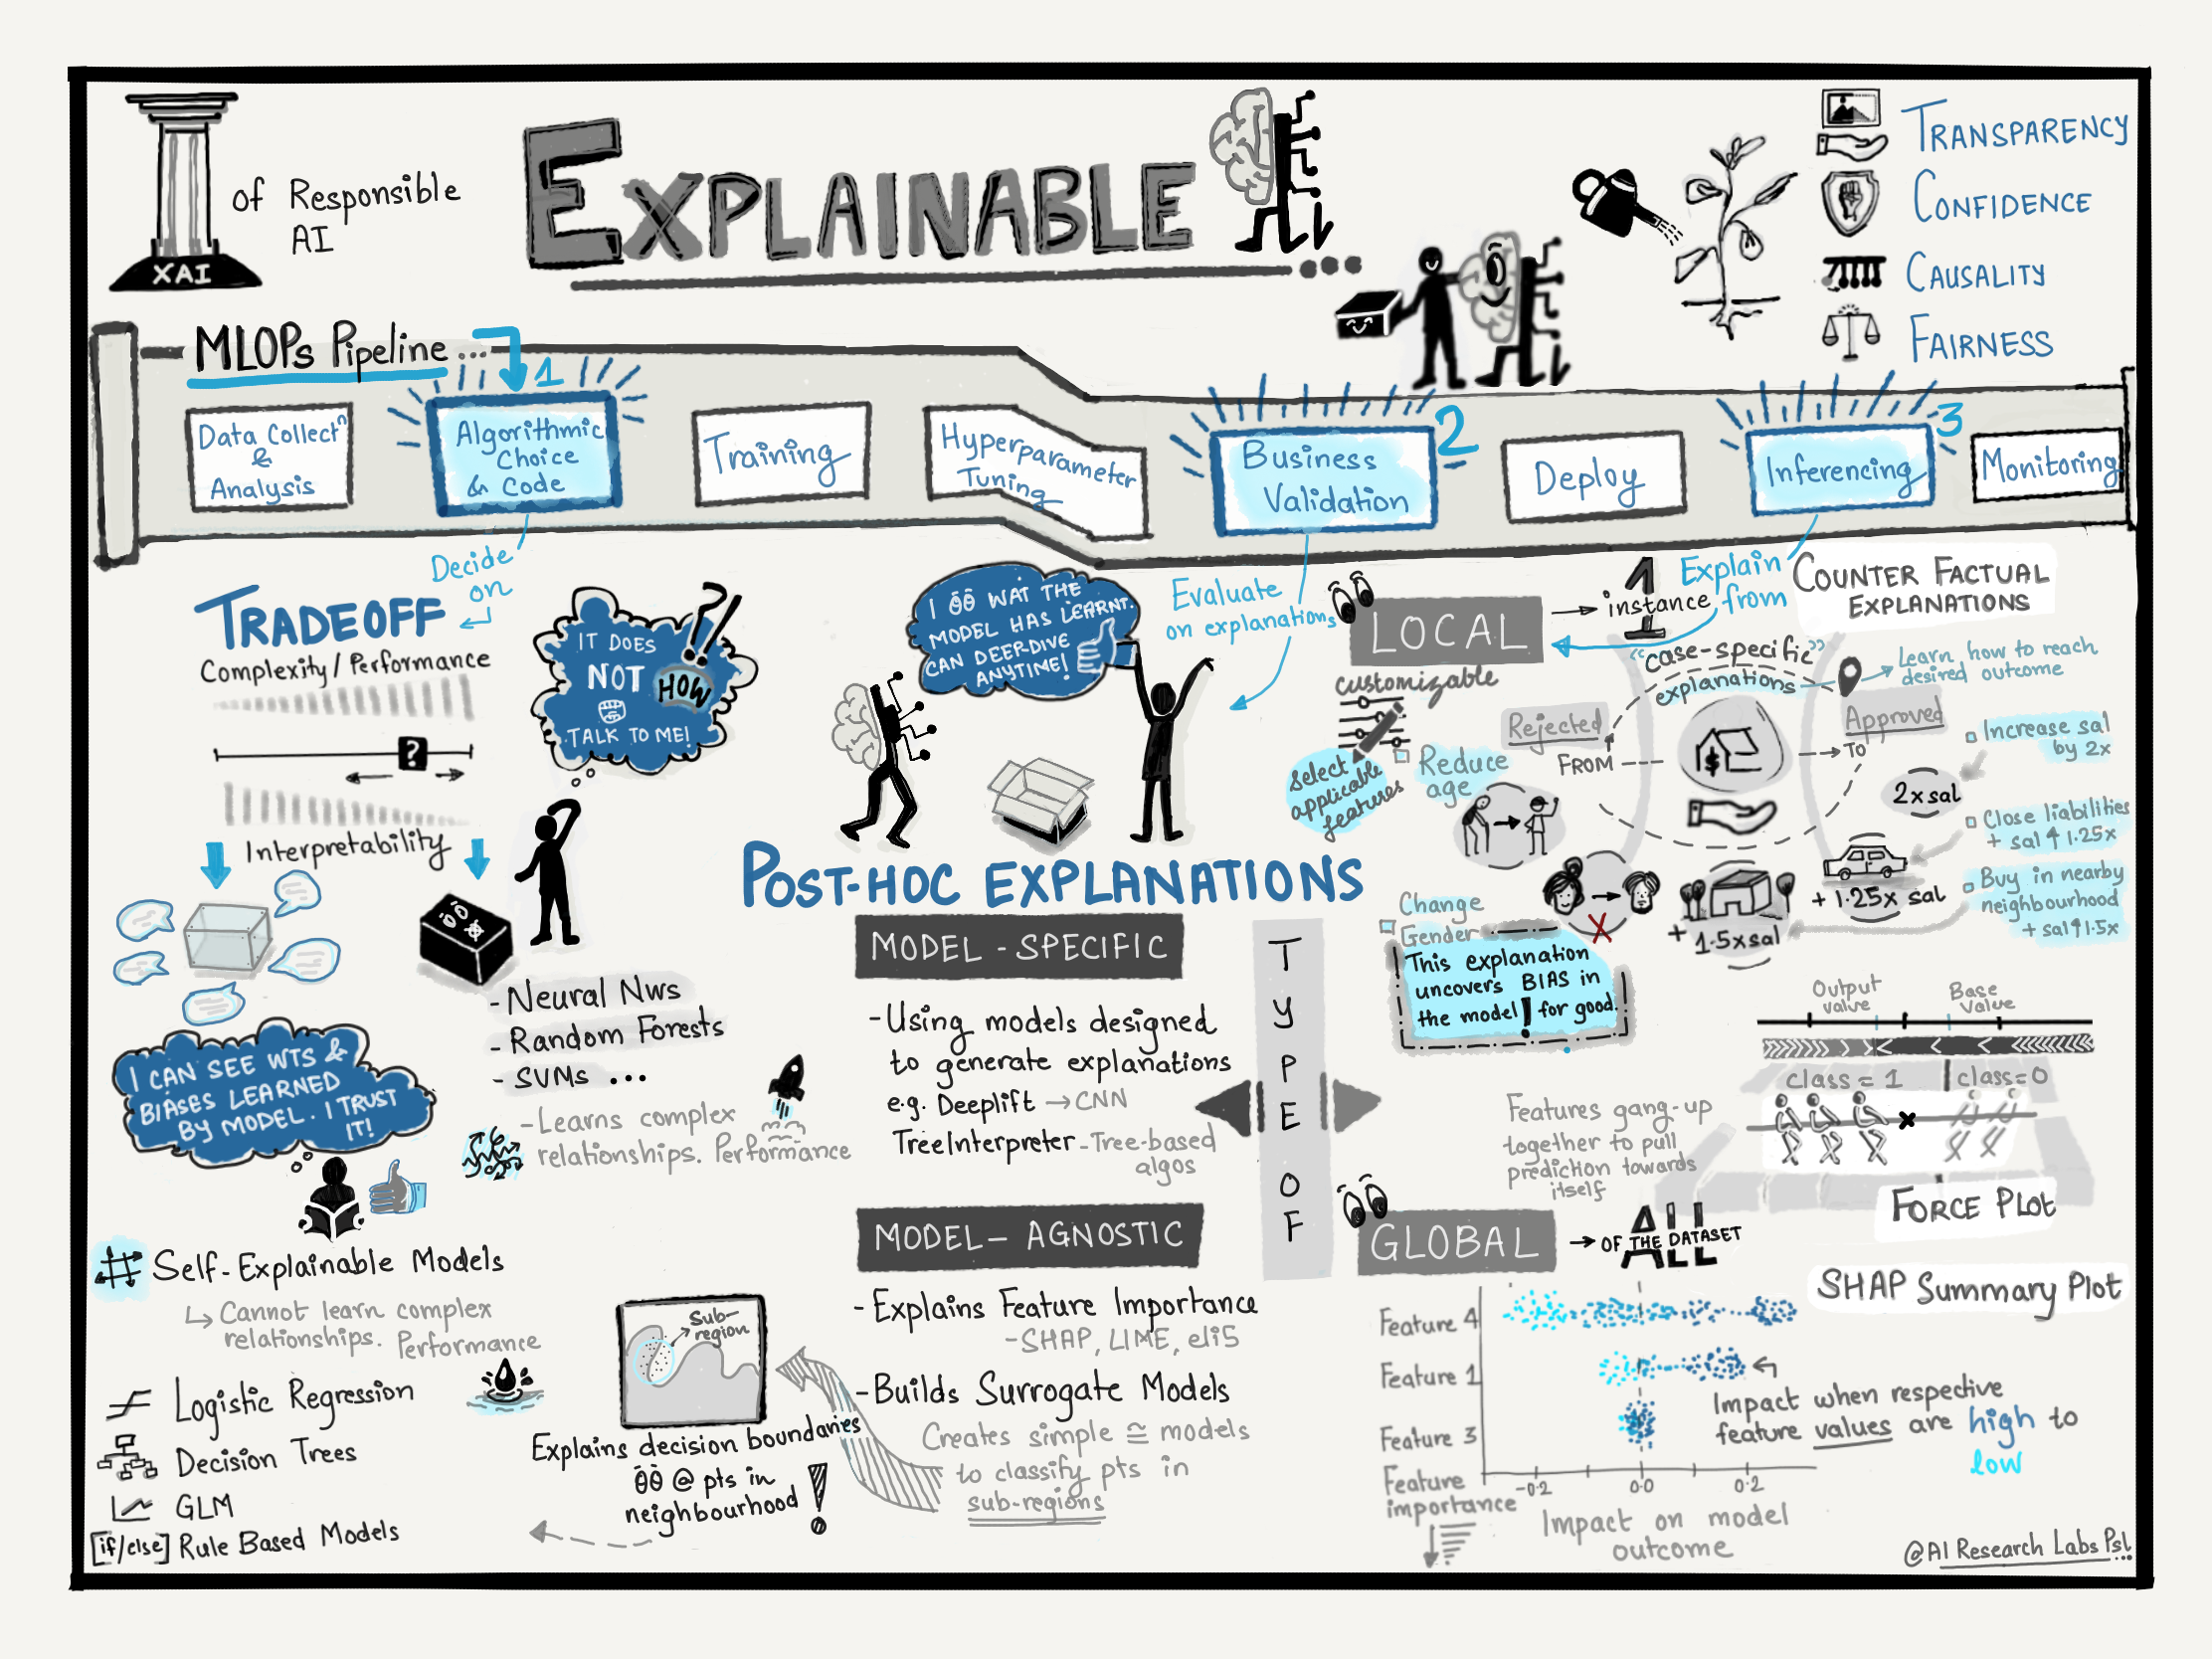 XAI
of Responsible
AI
EXPLAINABLE
TRANSPARENCY
CONFIDENCE
CAUSALITY
FAIRNESS
MLOPs Pipeline ...
1
2
3
Data Collectⁿ
&
Analysis
Algorithmic
Choice
& Code
Training
Hyperparameter
Tuning
Business
Validation
Deploy
Inferencing
Monitoring
Decide
on
TRADEOFF
Complexity/Performance
?
Interpretability
IT DOES
NOT HOW
TALK TO ME!
??
I CAN SEE WTS &
BIASES LEARNED
BY MODEL. I TRUST
IT!
Self-Explainable Models
Cannot learn complex
relationships. Performance
Logistic Regression
Decision Trees
GLM
[if/else] Rule Based Models
- Neural Nws
- Random Forests
- SVMs ...
- Learns complex
relationships. Performance
I ÕÕ WAT THE
MODEL HAS LEARNT.
CAN DEEP-DIVE
ANYTIME!
POST-HOC EXPLANATIONS
MODEL - SPECIFIC
- Using models designed
to generate explanations
e.g. Deeplift → CNN
TreeInterpreter - Tree-based
algos
MODEL - AGNOSTIC
- Explains Feature Importance
- SHAP, LIME, eli5
- Builds Surrogate Models
Creates simple ≅ models
to classify pts in
sub-regions
Sub-
region
Explains decision boundaries
ÕÕ @ pts in
neighbourhood !
TYPE OF
Evaluate
on explanations
LOCAL
→ 1 instance
Explain
from
customizable
select
applicable
features
COUNTER FACTUAL
EXPLANATIONS
"case-specific"
explanations
Learn how to reach
desired outcome
Rejected
Approved
FROM
TO
$
Reduce
age
Change
Gender
X
This explanation
uncovers BIAS in
the model! for good.
Increase sal
by 2x
2x sal
Close liabilities
+ sal ↑ 1.25x
+ 1.25x sal
Buy in nearby
neighbourhood
+ sal ↑ 1.5x
+ 1.5x sal
Output
value
Base
Value
class = 1
class = 0
Features gang-up
together to pull
prediction towards
itself
FORCE PLOT
GLOBAL
→ ALL OF THE DATASET
SHAP Summary Plot
Feature 4
Feature 1
Feature 3
Feature
importance
-0.2
0.0
0.2
Impact on model
outcome
Impact when respective
feature values are high to
low
@AI Research Labs Psl